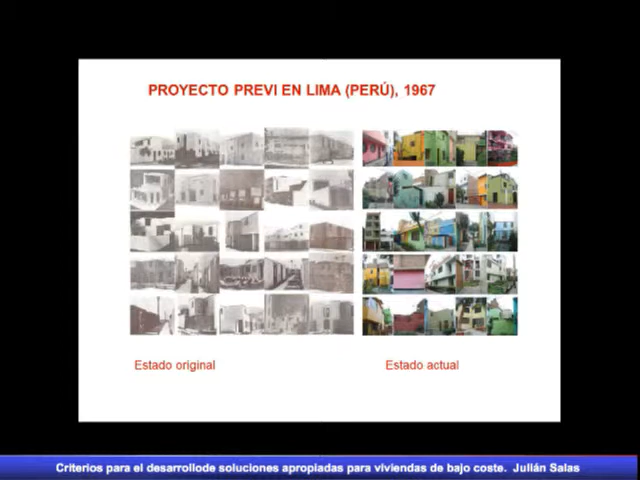 PROYECTO PREVI EN LIMA (PERÚ), 1967
Estado original
Estado actual
Criterios para el desarrollode soluciones apropiadas para viviendas de bajo coste. Julián Salas